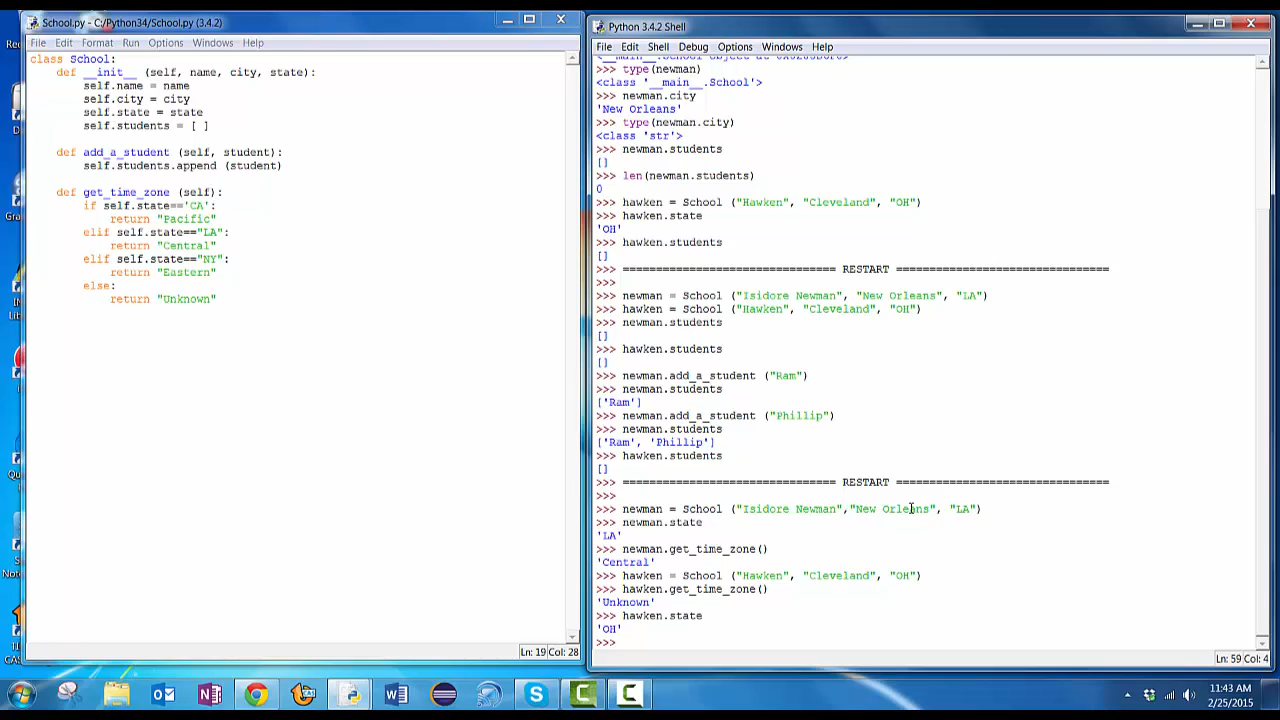 School.py - C:/Python34/School.py (3.4.2)
File Edit Format Run Options Windows Help
class School:
def __init__ (self, name, city, state):
self.name = name
self.city = city
self.state = state
self.students = [ ]
def add_a_student (self, student):
self.students.append (student)
def get_time_zone (self):
if self.state=='CA':
return "Pacific"
elif self.state=="LA":
return "Central"
elif self.state=="NY":
return "Eastern"
else:
return "Unknown"
Ln: 19 Col: 28
Python 3.4.2 Shell
File Edit Shell Debug Options Windows Help
>>> type(newman)
<class '__main__.School'>
>>> newman.city
'New Orleans'
>>> type(newman.city)
<class 'str'>
>>> newman.students
[]
>>> len(newman.students)
0
>>> hawken = School ("Hawken", "Cleveland", "OH")
>>> hawken.state
'OH'
>>> hawken.students
[]
>>> ================================ RESTART ================================
>>>
>>> newman = School ("Isidore Newman", "New Orleans", "LA")
>>> hawken = School ("Hawken", "Cleveland", "OH")
>>> newman.students
[]
>>> hawken.students
[]
>>> newman.add_a_student ("Ram")
>>> newman.students
['Ram']
>>> newman.add_a_student ("Phillip")
>>> newman.students
['Ram', 'Phillip']
>>> hawken.students
[]
>>> ================================ RESTART ================================
>>>
>>> newman = School ("Isidore Newman","New Orleans", "LA")
>>> newman.state
'LA'
>>> newman.get_time_zone()
'Central'
>>> hawken = School ("Hawken", "Cleveland", "OH")
>>> hawken.get_time_zone()
'Unknown'
>>> hawken.state
'OH'
>>>
Ln: 59 Col: 4
11:43 AM
2/25/2015